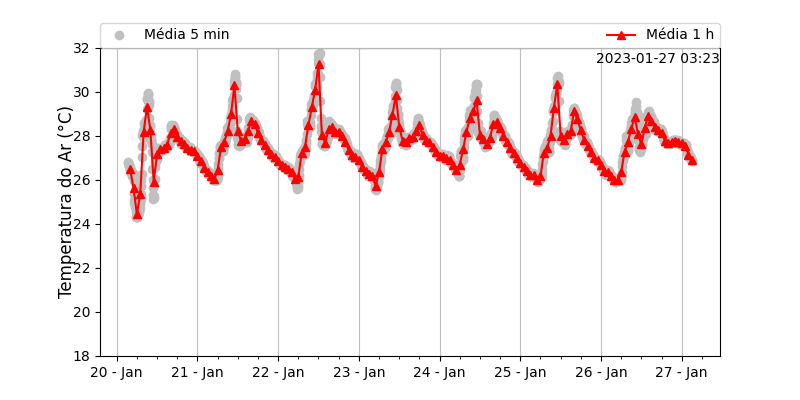 Média 5 min
Média 1 h
2023-01-27 03:23
Temperatura do Ar (°C)
32
30
28
26
24
22
20
18
20 - Jan
21 - Jan
22 - Jan
23 - Jan
24 - Jan
25 - Jan
26 - Jan
27 - Jan